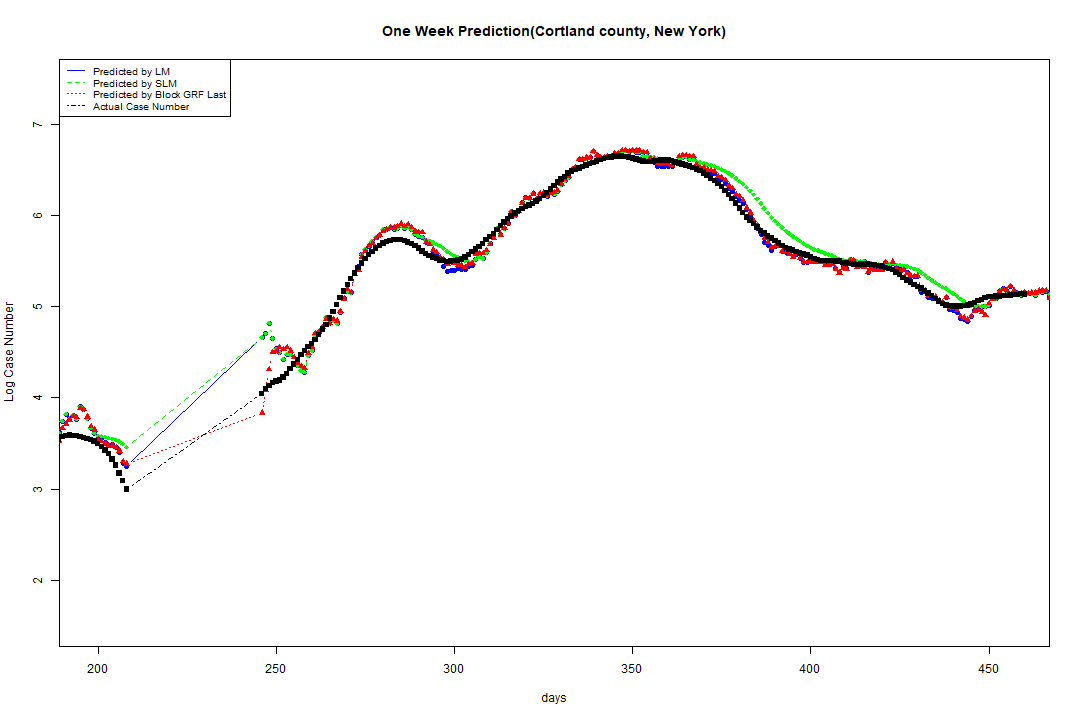 One Week Prediction(Cortland county, New York)
Predicted by LM
Predicted by SLM
Predicted by Block GRF Last
Actual Case Number
7
6
5
4
3
2
Log Case Number
200 250 300 350 400 450
days